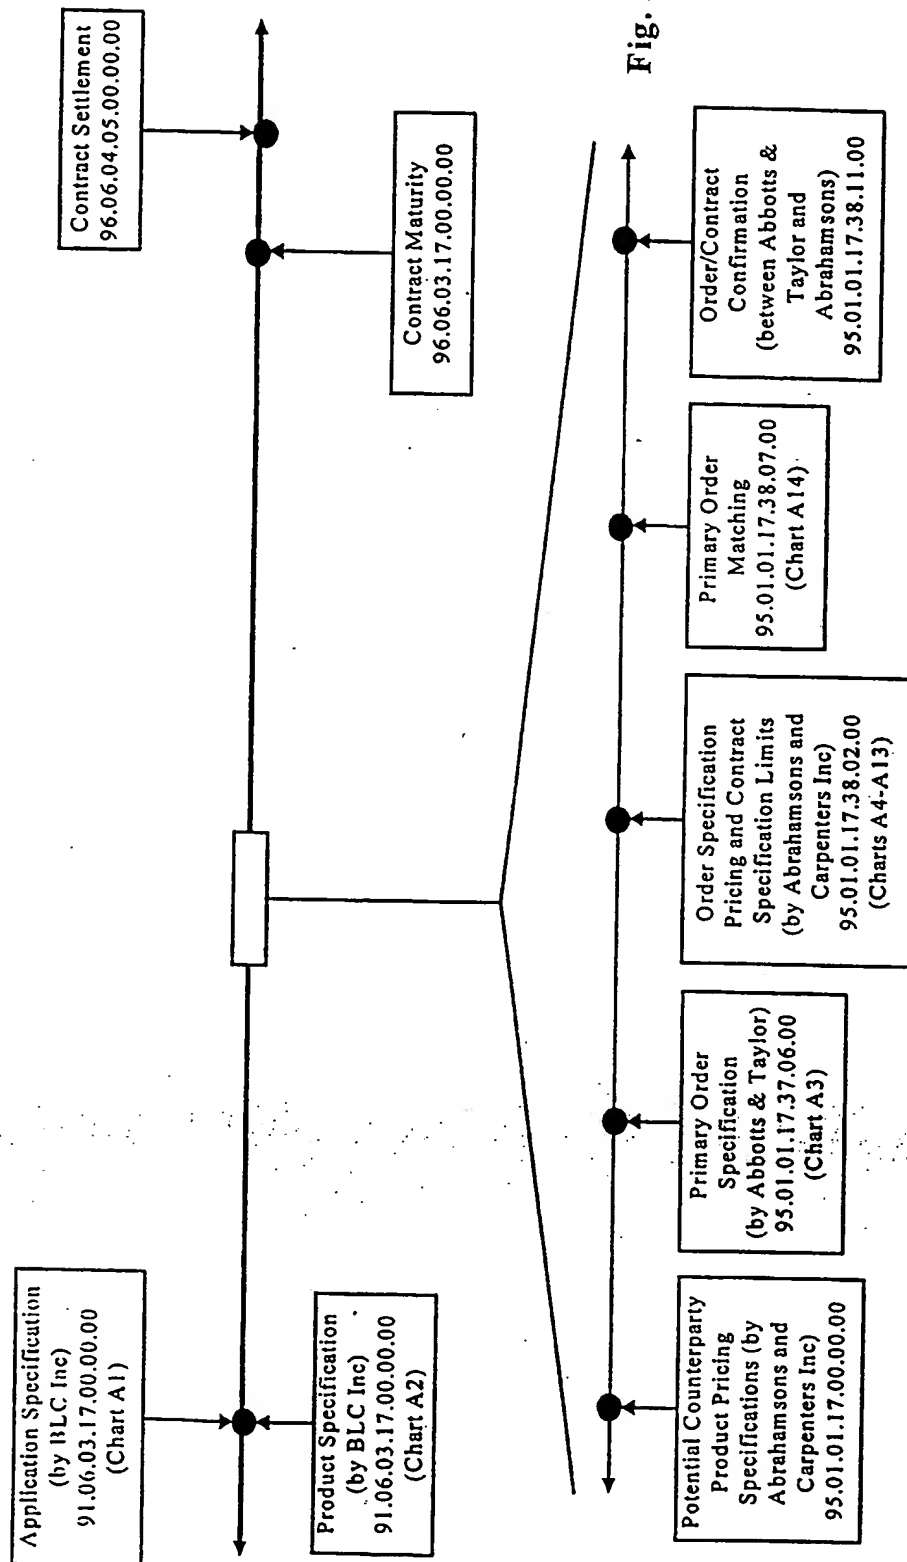 Application Specification
(by BLC Inc)
91.06.03.17.00.00.00
(Chart A1)
Product Specification
(by BLC Inc)
91.06.03.17.00.00.00
(Chart A2)
Contract Maturity
96.06.03.17.00.00.00
Contract Settlement
96.06.04.05.00.00.00
Potential Counterparty
Product Pricing
Specifications (by
Abrahamsons and
Carpenters Inc)
95.01.01.17.00.00.00
Primary Order
Specification
(by Abbotts & Taylor)
95.01.01.17.37.06.00
(Chart A3)
Order Specification
Pricing and Contract
Specification Limits
(by Abrahamsons and
Carpenters Inc)
95.01.01.17.38.02.00
(Charts A4-A13)
Primary Order
Matching
95.01.01.17.38.07.00
(Chart A14)
Order/Contract
Confirmation
(between Abbotts &
Taylor and
Abrahamsons)
95.01.01.17.38.11.00
Fig.